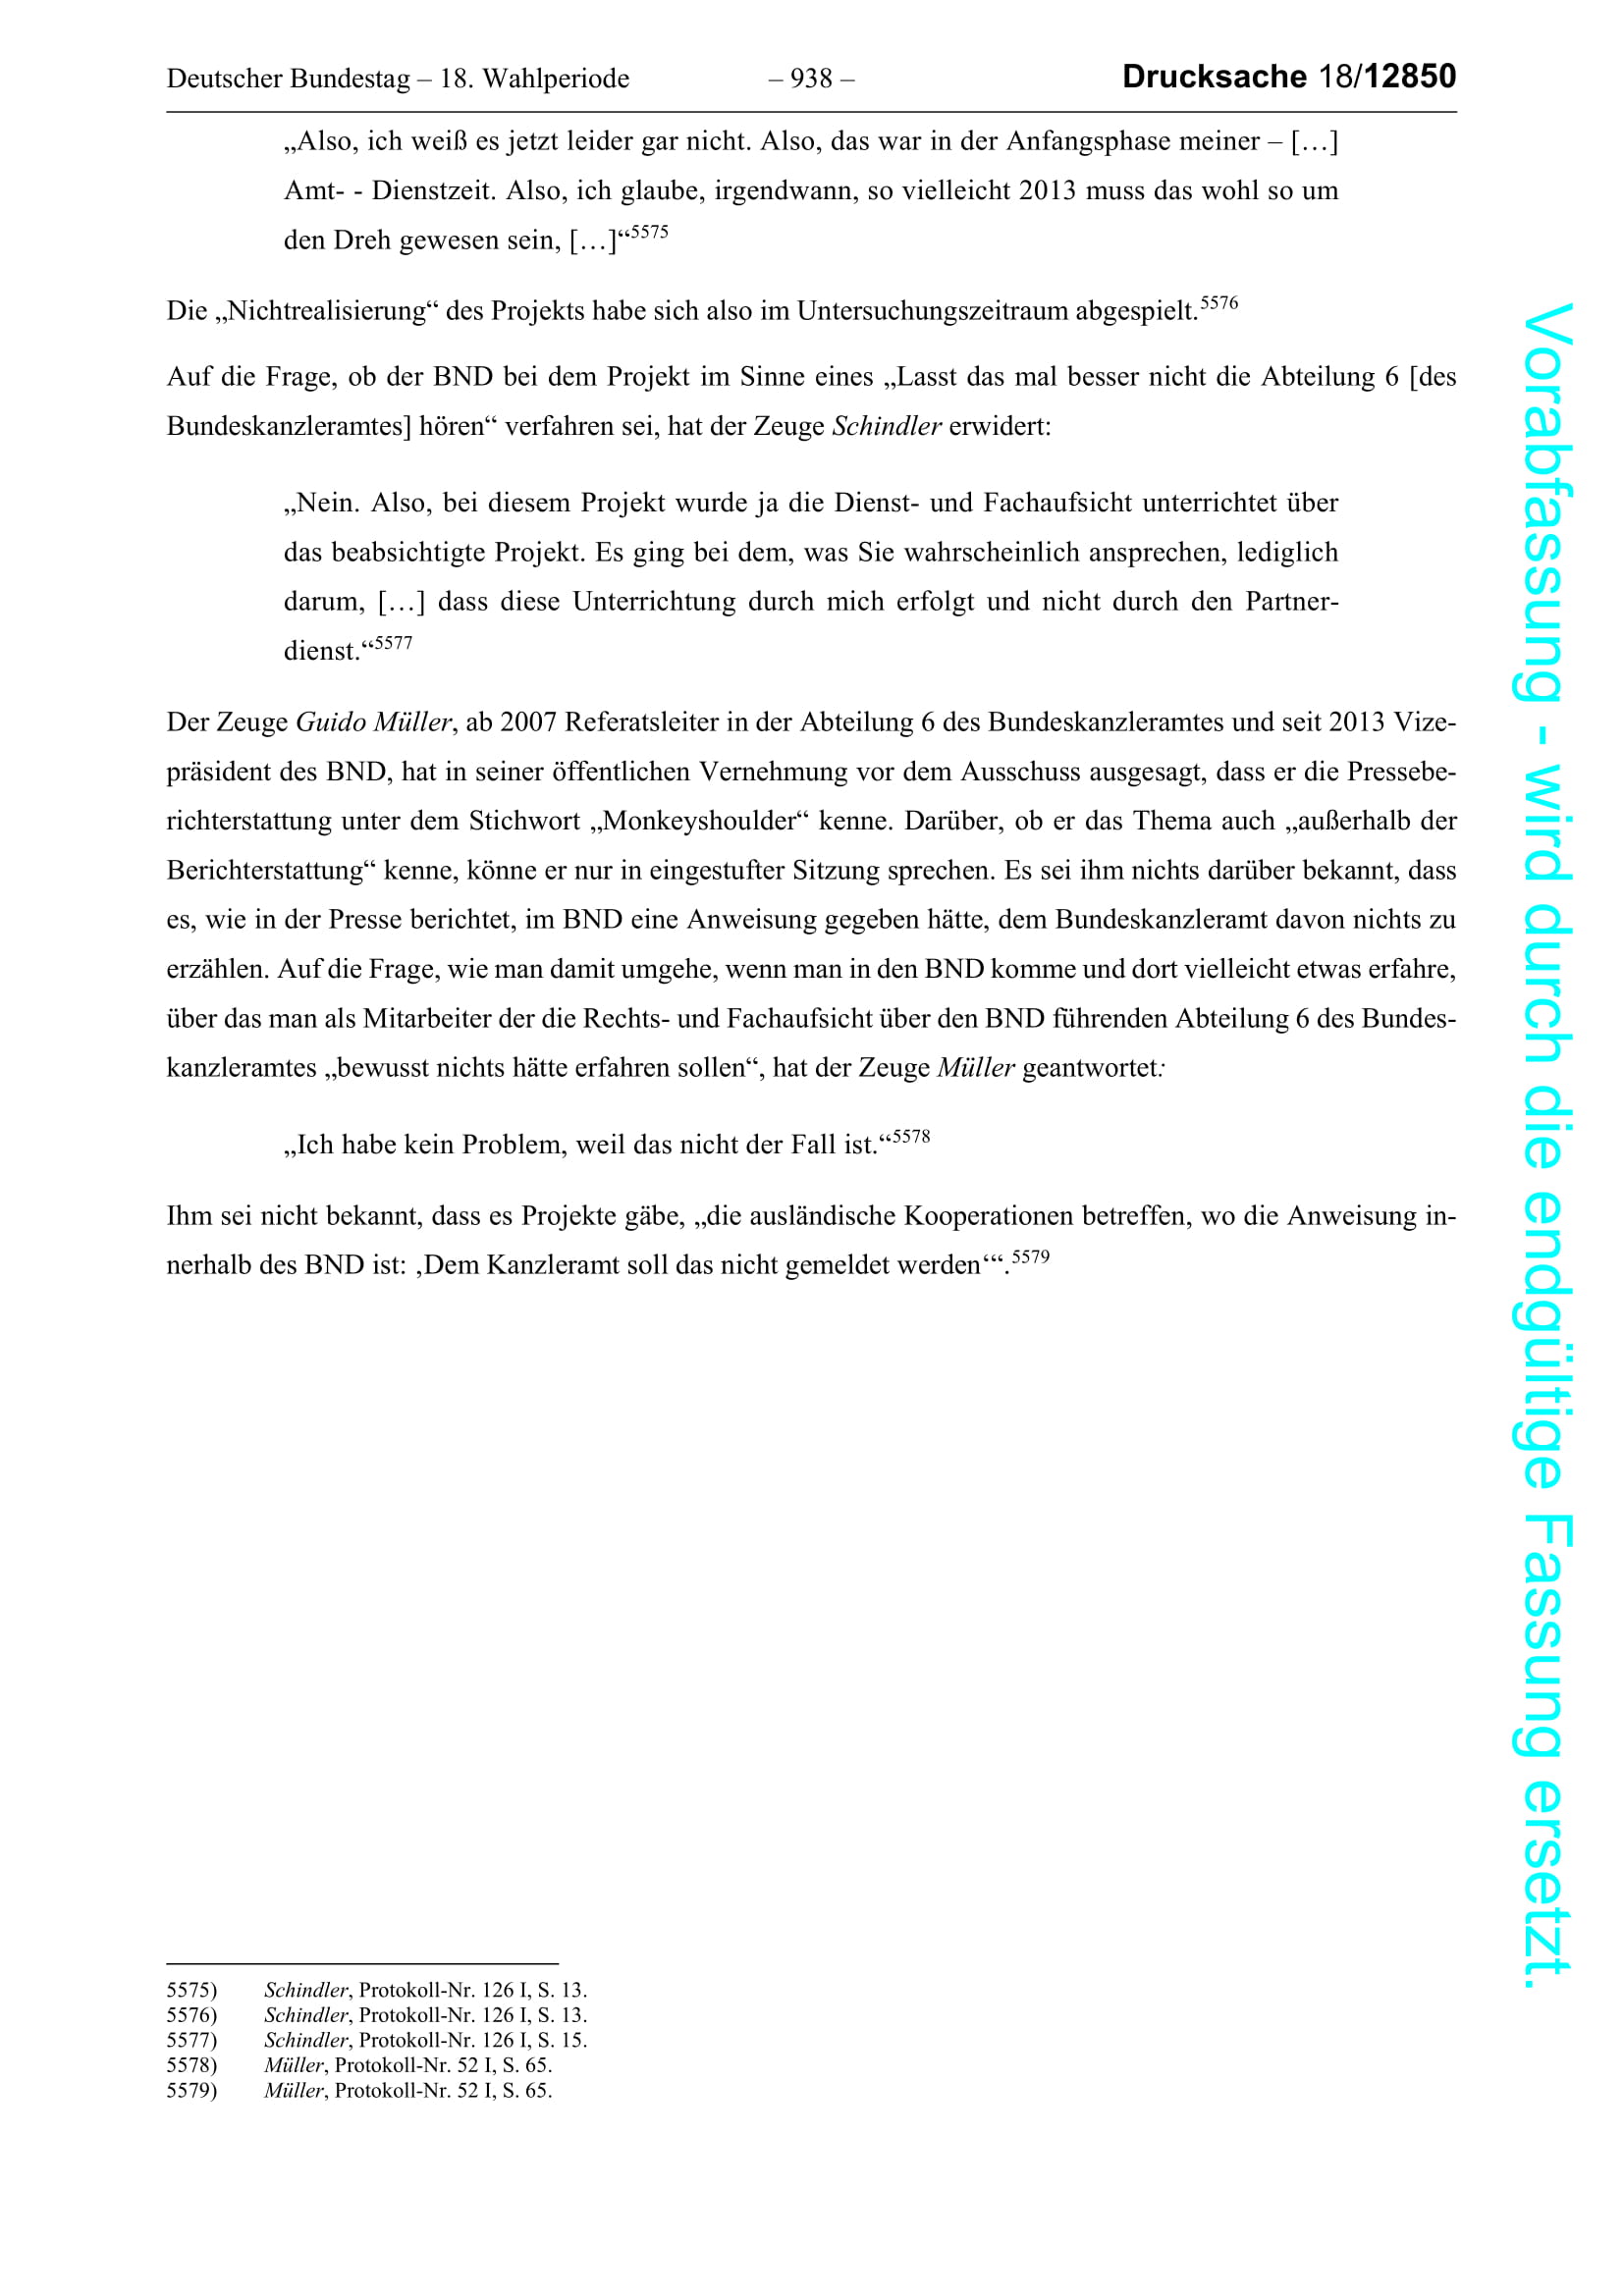 Deutscher Bundestag – 18. Wahlperiode – 938 – Drucksache 18/12850
„Also, ich weiß es jetzt leider gar nicht. Also, das war in der Anfangsphase meiner – […]
Amt- - Dienstzeit. Also, ich glaube, irgendwann, so vielleicht 2013 muss das wohl so um
den Dreh gewesen sein, […]“5575
Die „Nichtrealisierung“ des Projekts habe sich also im Untersuchungszeitraum abgespielt.5576
Auf die Frage, ob der BND bei dem Projekt im Sinne eines „Lasst das mal besser nicht die Abteilung 6 [des
Bundeskanzleramtes] hören“ verfahren sei, hat der Zeuge Schindler erwidert:
„Nein. Also, bei diesem Projekt wurde ja die Dienst- und Fachaufsicht unterrichtet über
das beabsichtigte Projekt. Es ging bei dem, was Sie wahrscheinlich ansprechen, lediglich
darum, […] dass diese Unterrichtung durch mich erfolgt und nicht durch den Partner-
dienst.“5577
Der Zeuge Guido Müller, ab 2007 Referatsleiter in der Abteilung 6 des Bundeskanzleramtes und seit 2013 Vize-
präsident des BND, hat in seiner öffentlichen Vernehmung vor dem Ausschuss ausgesagt, dass er die Pressebe-
richterstattung unter dem Stichwort „Monkeyshoulder“ kenne. Darüber, ob er das Thema auch „außerhalb der
Berichterstattung“ kenne, könne er nur in eingestufter Sitzung sprechen. Es sei ihm nichts darüber bekannt, dass
es, wie in der Presse berichtet, im BND eine Anweisung gegeben hätte, dem Bundeskanzleramt davon nichts zu
erzählen. Auf die Frage, wie man damit umgehe, wenn man in den BND komme und dort vielleicht etwas erfahre,
über das man als Mitarbeiter der die Rechts- und Fachaufsicht über den BND führenden Abteilung 6 des Bundes-
kanzleramtes „bewusst nichts hätte erfahren sollen“, hat der Zeuge Müller geantwortet:
„Ich habe kein Problem, weil das nicht der Fall ist.“5578
Ihm sei nicht bekannt, dass es Projekte gäbe, „die ausländische Kooperationen betreffen, wo die Anweisung in-
nerhalb des BND ist: ‚Dem Kanzleramt soll das nicht gemeldet werden‘“.5579
5575) Schindler, Protokoll-Nr. 126 I, S. 13.
5576) Schindler, Protokoll-Nr. 126 I, S. 13.
5577) Schindler, Protokoll-Nr. 126 I, S. 15.
5578) Müller, Protokoll-Nr. 52 I, S. 65.
5579) Müller, Protokoll-Nr. 52 I, S. 65.
Vorabfassung - wird durch die endgültige Fassung ersetzt.